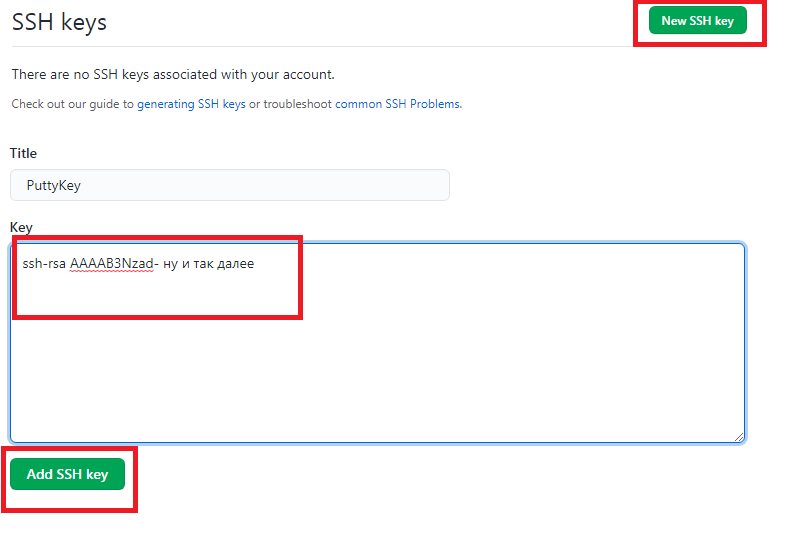 SSH keys
New SSH key
There are no SSH keys associated with your account.
Check out our guide to generating SSH keys or troubleshoot common SSH Problems.
Title
PuttyKey
Key
ssh-rsa AAAAB3Nzad- ну и так далее
Add SSH key